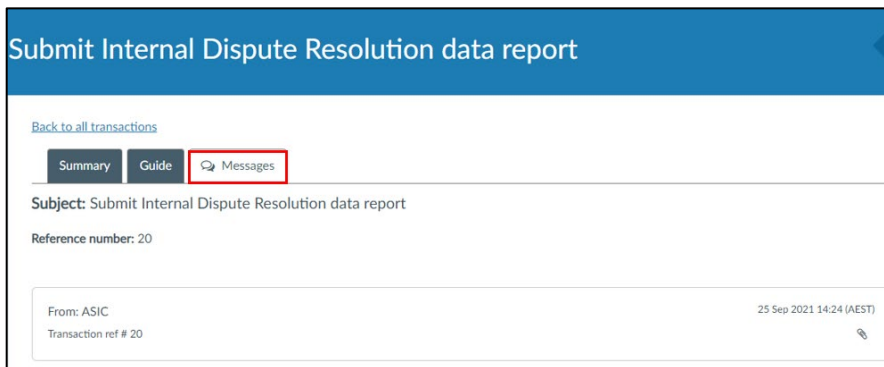 Submit Internal Dispute Resolution data report
Back to all transactions
Summary Guide Messages
Subject: Submit Internal Dispute Resolution data report
Reference number: 20
From: ASIC 25 Sep 2021 14:24 (AEST)
Transaction ref # 20